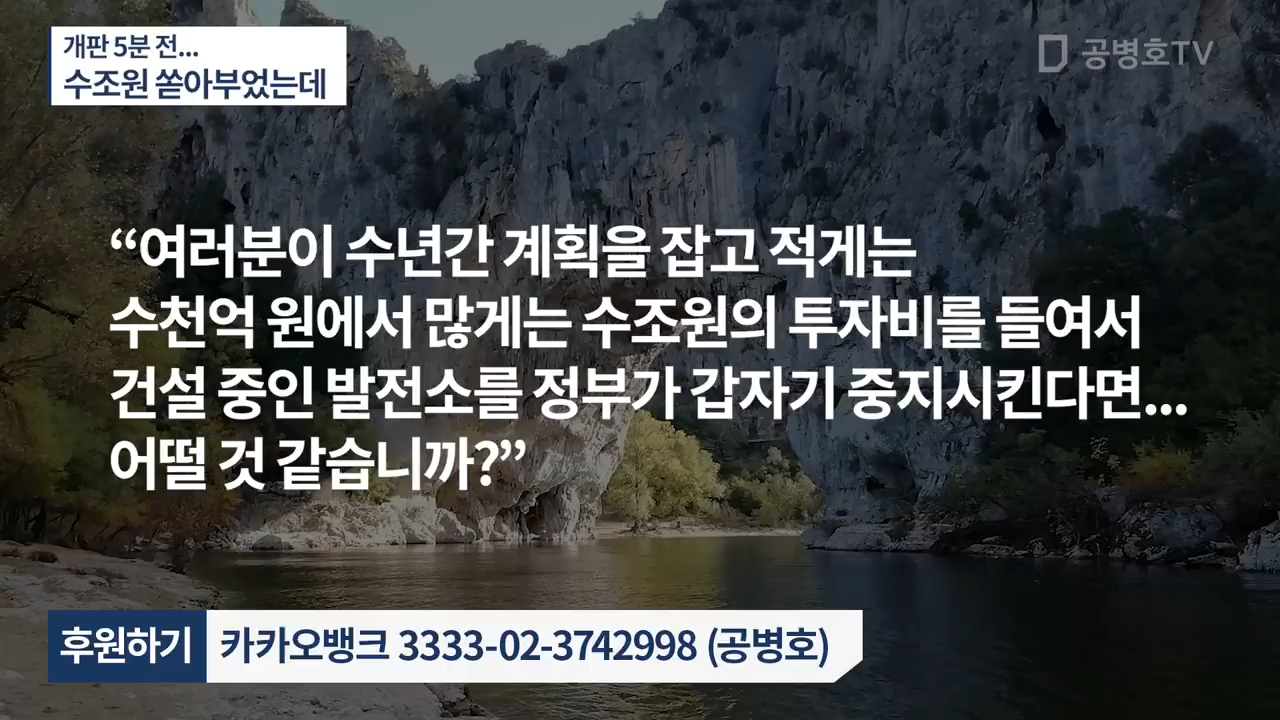 개판 5분 전...
수조원 쏟아부었는데
공병호TV
“여러분이 수년간 계획을 잡고 적게는
수천억 원에서 많게는 수조원의 투자비를 들여서
건설 중인 발전소를 정부가 갑자기 중지시킨다면...
어떨 것 같습니까?”
후원하기 카카오뱅크 3333-02-3742998 (공병호)